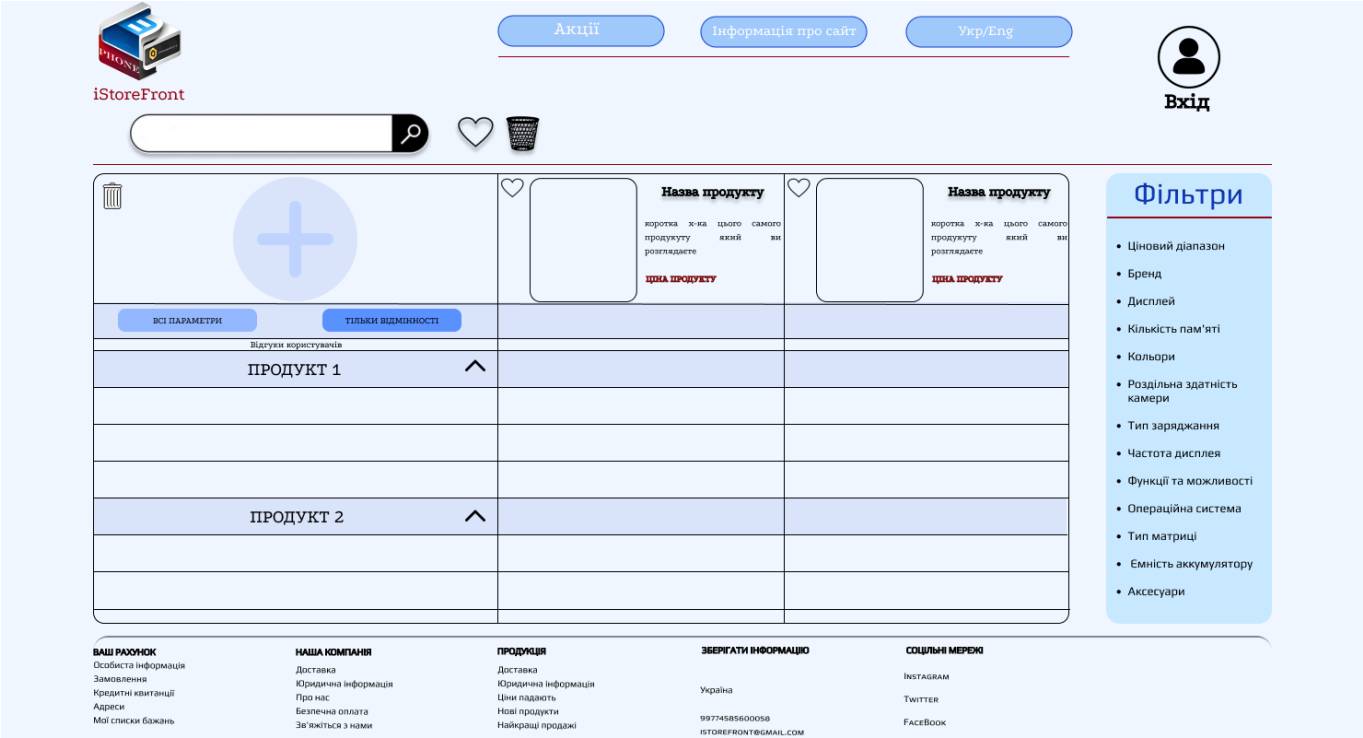 PHONE
iStoreFront
Акції
Інформація про сайт
Укр/Eng
Вхід
Назва продукту
коротка х-ка цього самого
продукуту який ви
розглядаєте
ЦІНА ПРОДУКТУ
Назва продукту
коротка х-ка цього самого
продукуту який ви
розглядаєте
ЦІНА ПРОДУКТУ
ВСІ ПАРАМЕТРИ
ТІЛЬКИ ВІДМІННОСТІ
Відгуки користувачів
ПРОДУКТ 1
ПРОДУКТ 2
Фільтри
• Ціновий діапазон
• Бренд
• Дисплей
• Кількість пам'яті
• Кольори
• Роздільна здатність
камери
• Тип заряджання
• Частота дисплея
• Функції та можливості
• Операційна система
• Тип матриці
• Ємність аккумулятору
• Аксесуари
ВАШ РАХУНОК
Особиста інформація
Замовлення
Кредитні квитанції
Адреси
Мої списки бажань
НАША КОМПАНІЯ
Доставка
Юридична інформація
Про нас
Безпечна оплата
Зв'яжіться з нами
ПРОДУКЦІЯ
Доставка
Юридична інформація
Ціни падають
Нові продукти
Найкращі продажі
ЗБЕРІГАТИ ІНФОРМАЦІЮ
Україна
99774585600058
ISTOREFRONT@GMAIL.COM
СОЦІЛЬНІ МЕРЕЖІ
INSTAGRAM
TWITTER
FACEBOOK